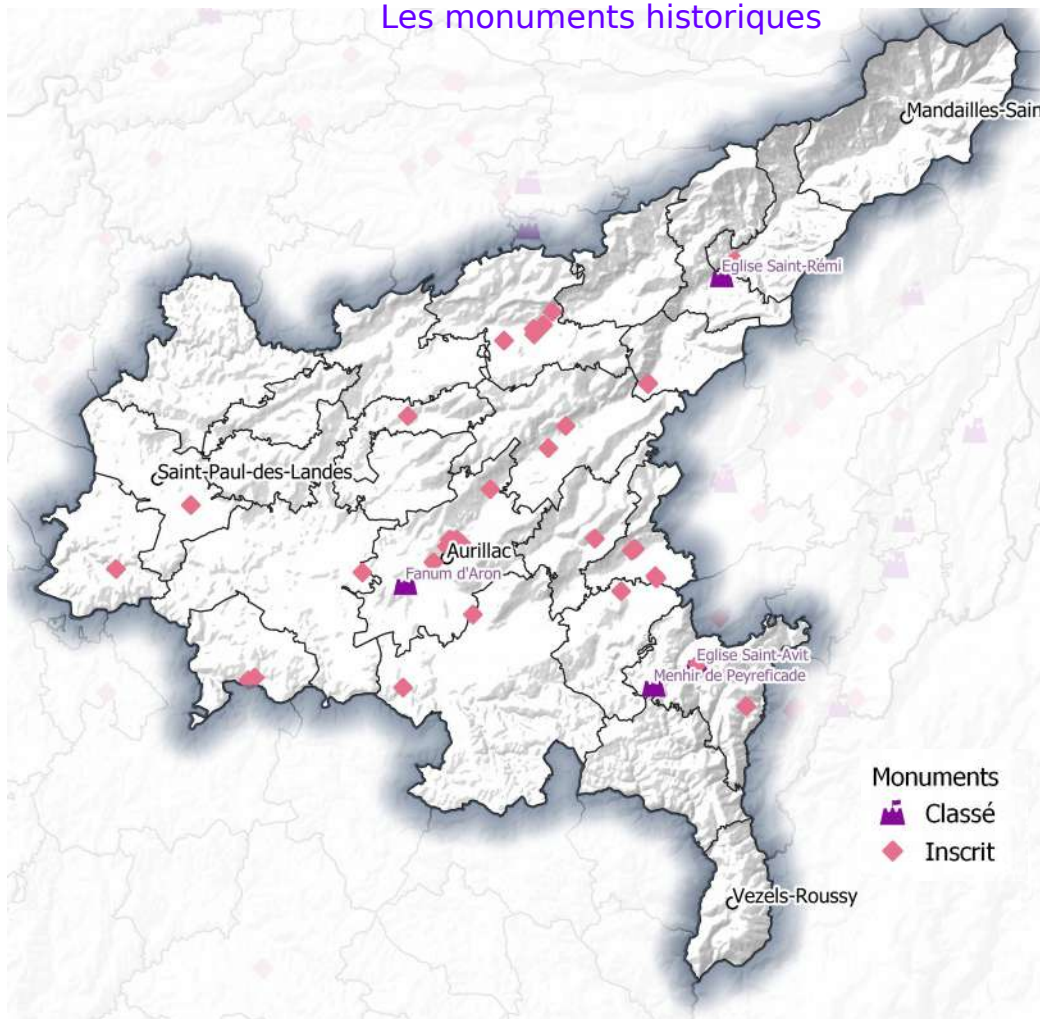 Les monuments historiques
Mandailles-Sain
Eglise Saint-Rémi
Saint-Paul-des-Landes
Aurillac
Fanum d'Aron
Eglise Saint-Avit
Menhir de Peyreficade
Monuments
Classé
Inscrit
Vezels-Roussy